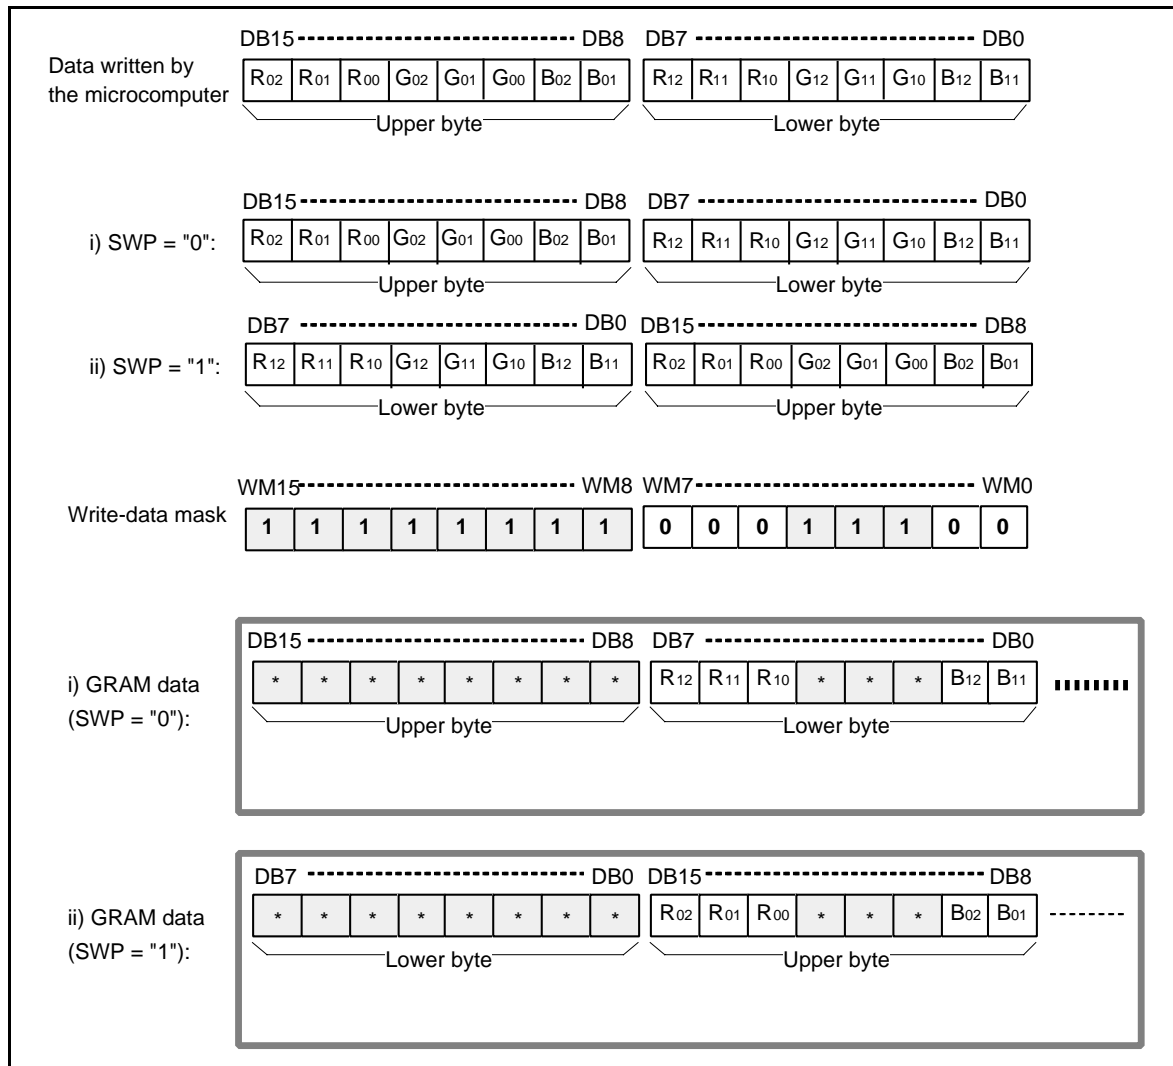 DB15 DB8 DB7 DB0
Data written by
the microcomputer
R02 R01 R00 G02 G01 G00 B02 B01 R12 R11 R10 G12 G11 G10 B12 B11
Upper byte Lower byte
DB15 DB8 DB7 DB0
i) SWP = "0": R02 R01 R00 G02 G01 G00 B02 B01 R12 R11 R10 G12 G11 G10 B12 B11
Upper byte Lower byte
DB7 DB0 DB15 DB8
ii) SWP = "1": R12 R11 R10 G12 G11 G10 B12 B11 R02 R01 R00 G02 G01 G00 B02 B01
Lower byte Upper byte
WM15 WM8 WM7 WM0
Write-data mask 1 1 1 1 1 1 1 1 0 0 0 1 1 1 0 0
DB15 DB8 DB7 DB0
i) GRAM data * * * * * * * * R12 R11 R10 * * * B12 B11
(SWP = "0"):
Upper byte Lower byte
DB7 DB0 DB15 DB8
ii) GRAM data * * * * * * * * R02 R01 R00 * * * B02 B01
(SWP = "1"):
Lower byte Upper byte